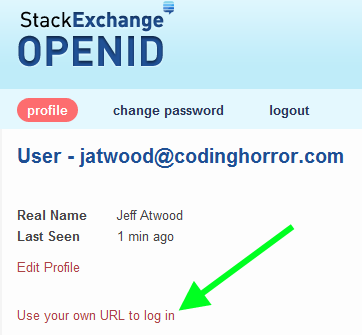 StackExchange
OPENID
profile change password logout
User - jatwood@codinghorror.com
Real Name Jeff Atwood
Last Seen 1 min ago
Edit Profile
Use your own URL to log in